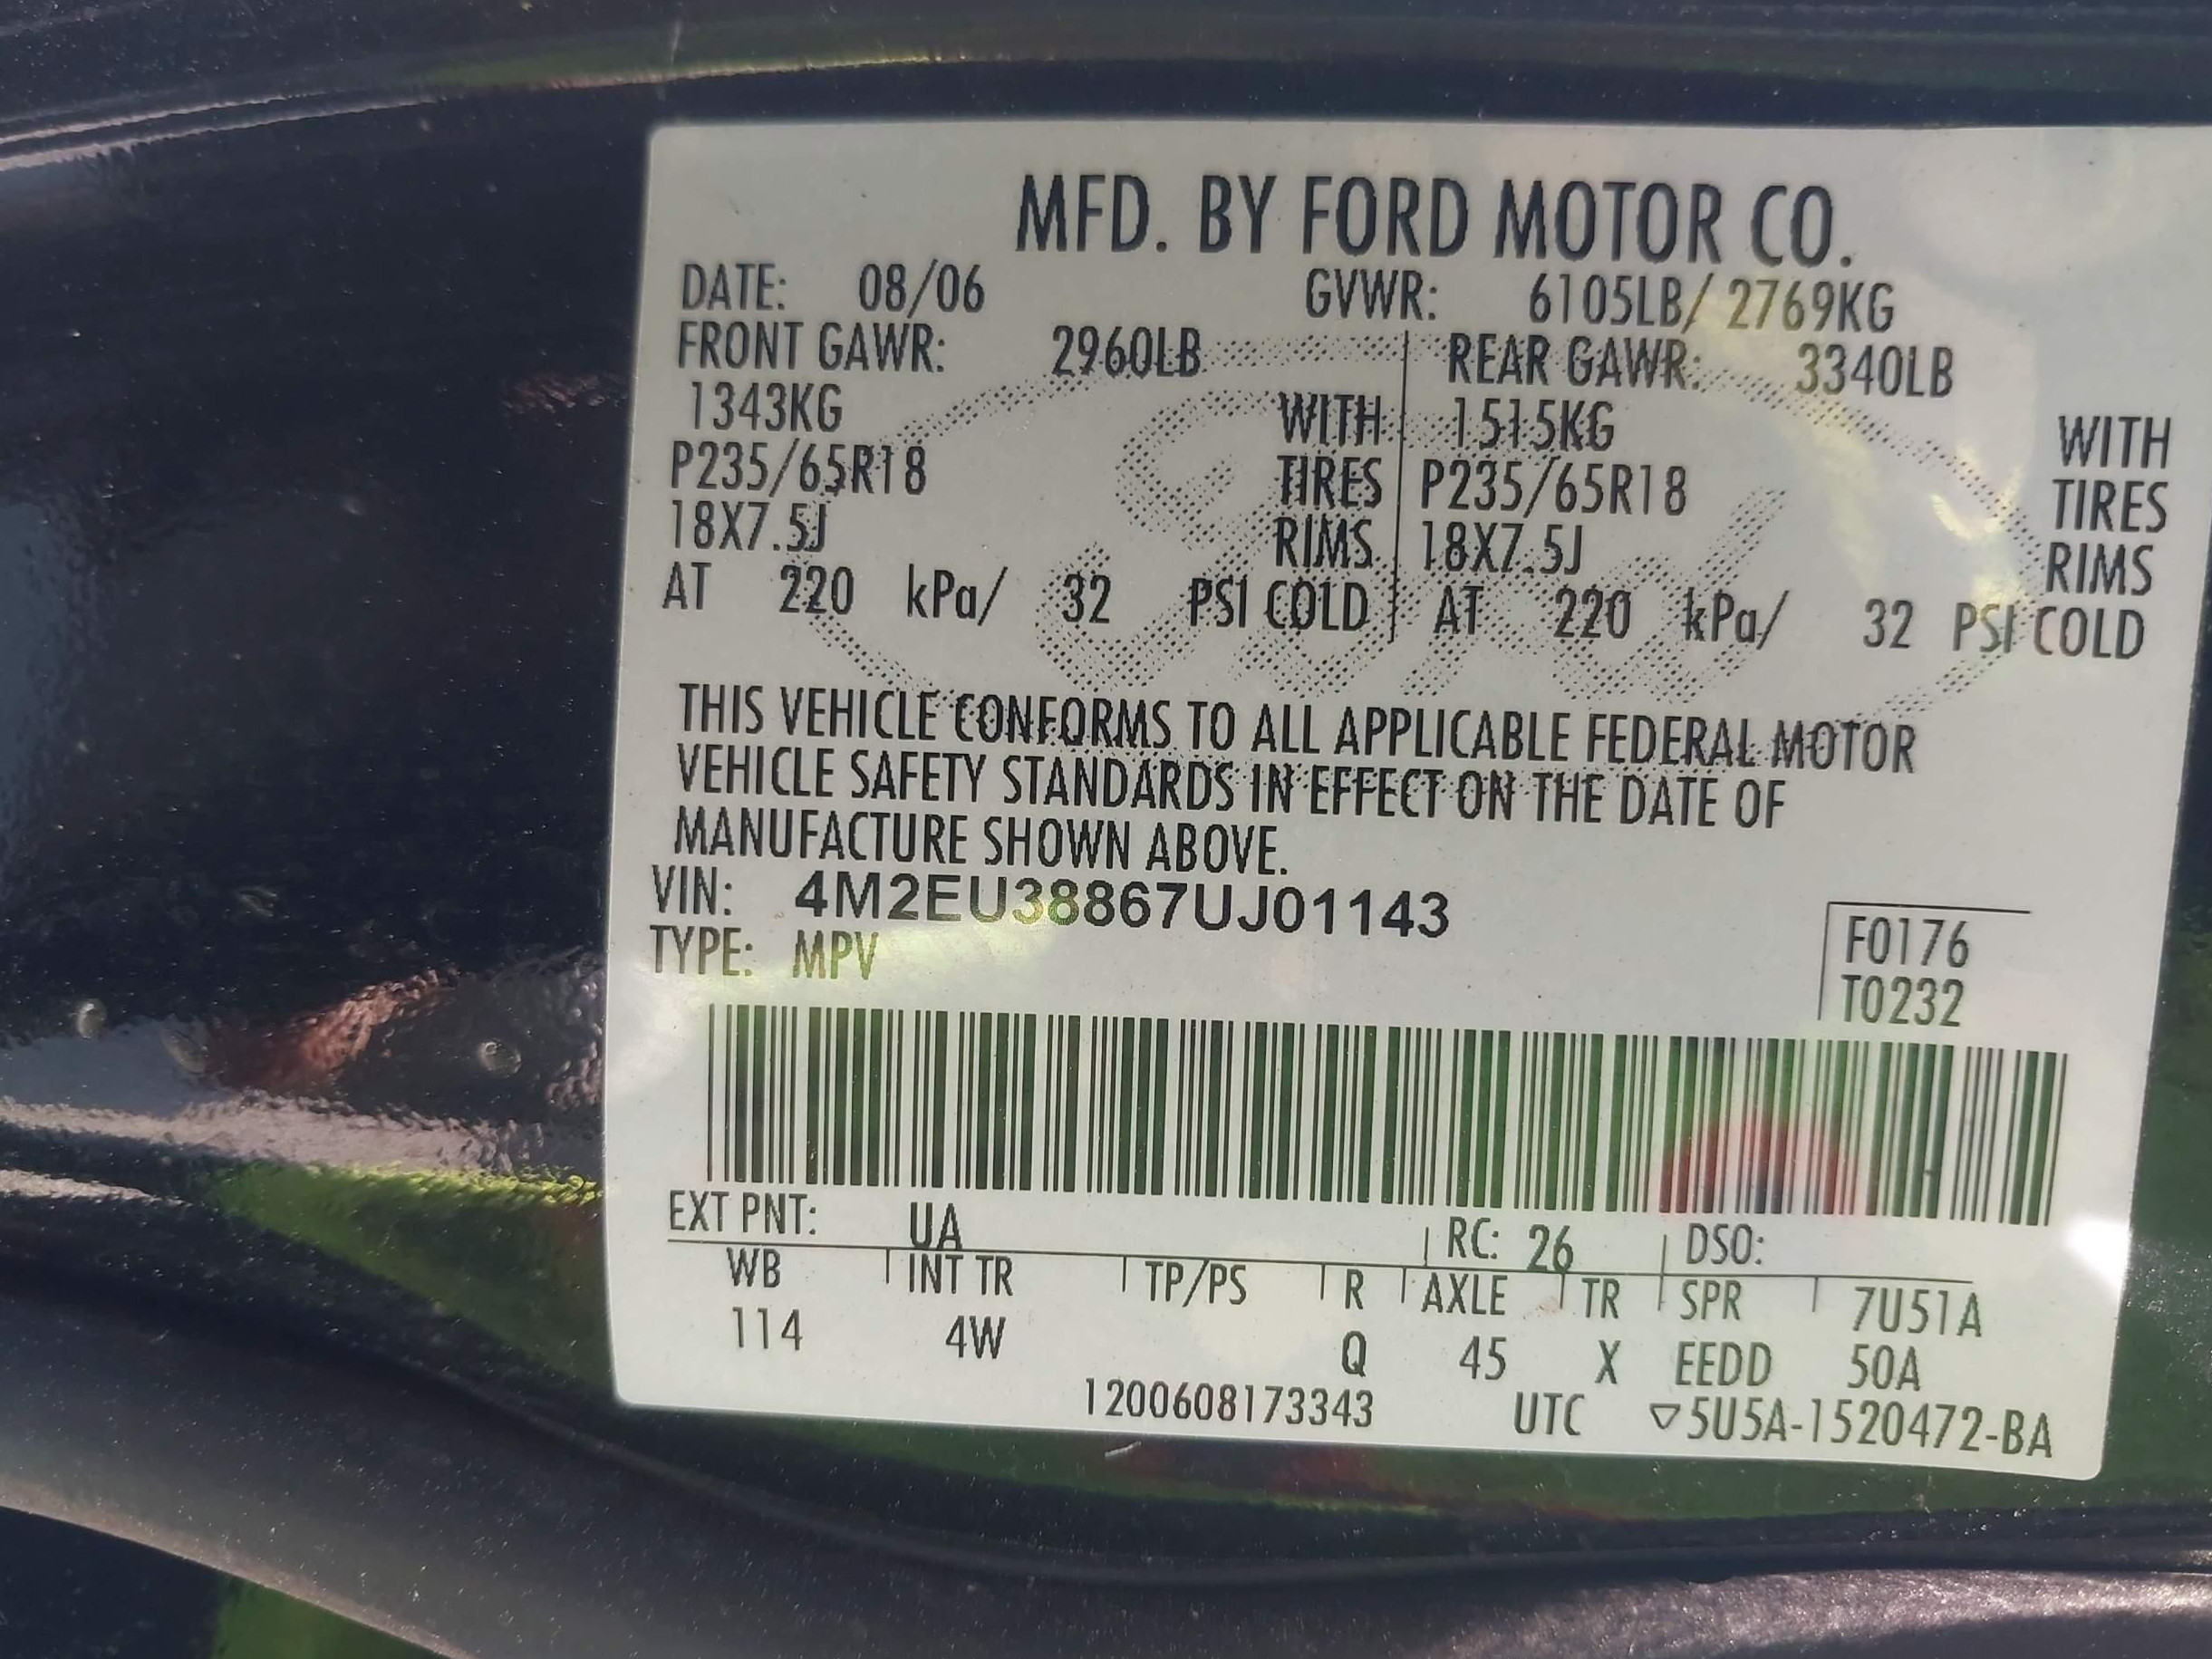 MFD. BY FORD MOTOR CO.
DATE: 08/06 GVWR: 6105LB/ 2769KG
FRONT GAWR: 2960LB REAR GAWR: 3340LB
1343KG WITH 1515KG WITH
P235/65R18 TIRES P235/65R18 TIRES
18X7.5J RIMS 18X7.5J RIMS
AT 220 kPa/ 32 PSI COLD AT 220 kPa/ 32 PSI COLD
THIS VEHICLE CONFORMS TO ALL APPLICABLE FEDERAL MOTOR
VEHICLE SAFETY STANDARDS IN EFFECT ON THE DATE OF
MANUFACTURE SHOWN ABOVE.
VIN: 4M2EU38867UJ01143
TYPE: MPV
F0176
T0232
EXT PNT: UA RC: 26 DSO:
WB INT TR TP/PS R AXLE TR SPR 7U51A
114 4W Q 45 X EEDD 50A
1200608173343 UTC ▽5U5A-1520472-BA